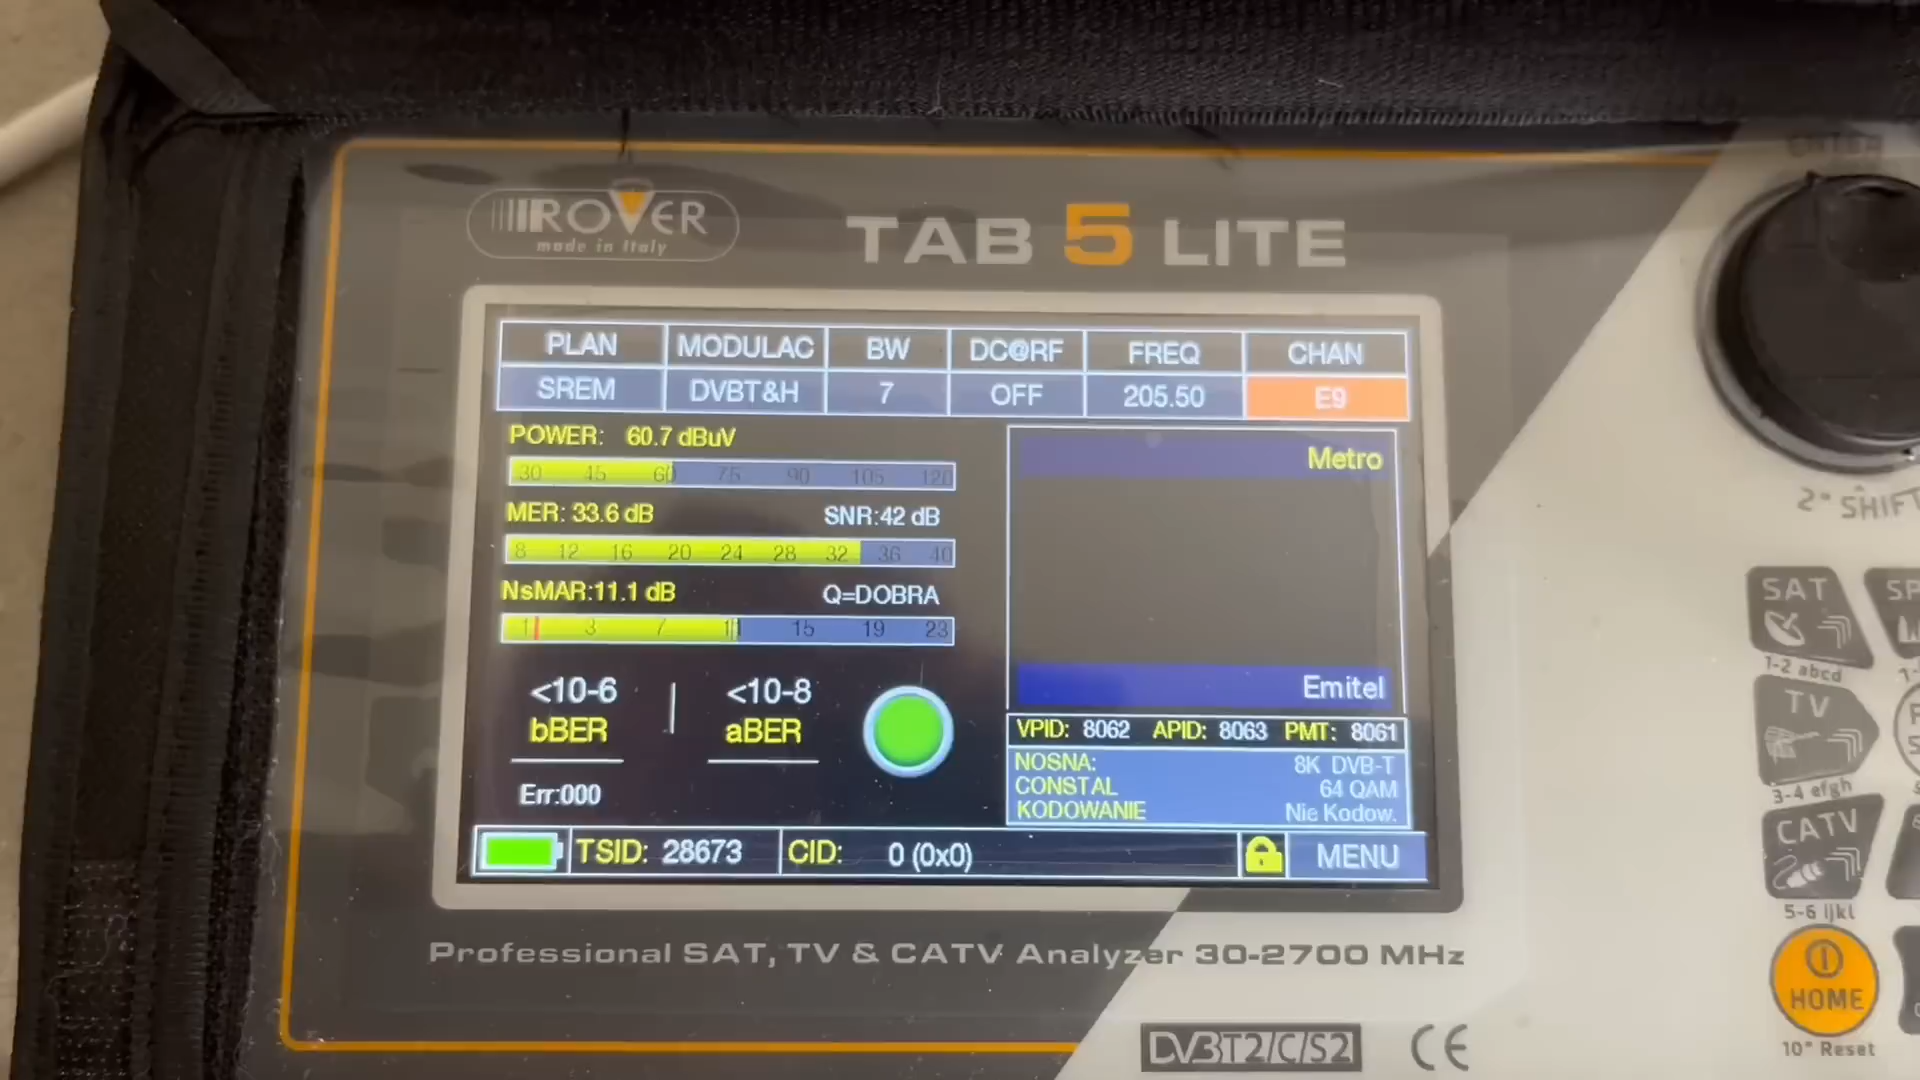 ROVER
made in Italy
TAB 5 LITE
PLAN MODULAC BW DC@RF FREQ CHAN
SREM DVBT&H 7 OFF 205.50 E9
POWER: 60.7 dBuV
30 45 60 75 90 105 120
MER: 33.6 dB SNR:42 dB
8 12 16 20 24 28 32 36 40
NsMAR:11.1 dB Q=DOBRA
1 3 7 11 15 19 23
<10-6 <10-8
bBER aBER
Err:000
Metro
Emitel
VPID: 8062 APID: 8063 PMT: 8061
NOSNA: 8K DVB-T
CONSTAL 64 QAM
KODOWANIE Nie Kodow.
TSID: 28673 CID: 0 (0x0) MENU
Professional SAT, TV & CATV Analyzer 30-2700 MHz
DVBT2/C/S2 CE
2" SHIFT
SAT
1-2 abcd
TV
3-4 efgh
CATV
5-6 ijkl
HOME
10" Reset